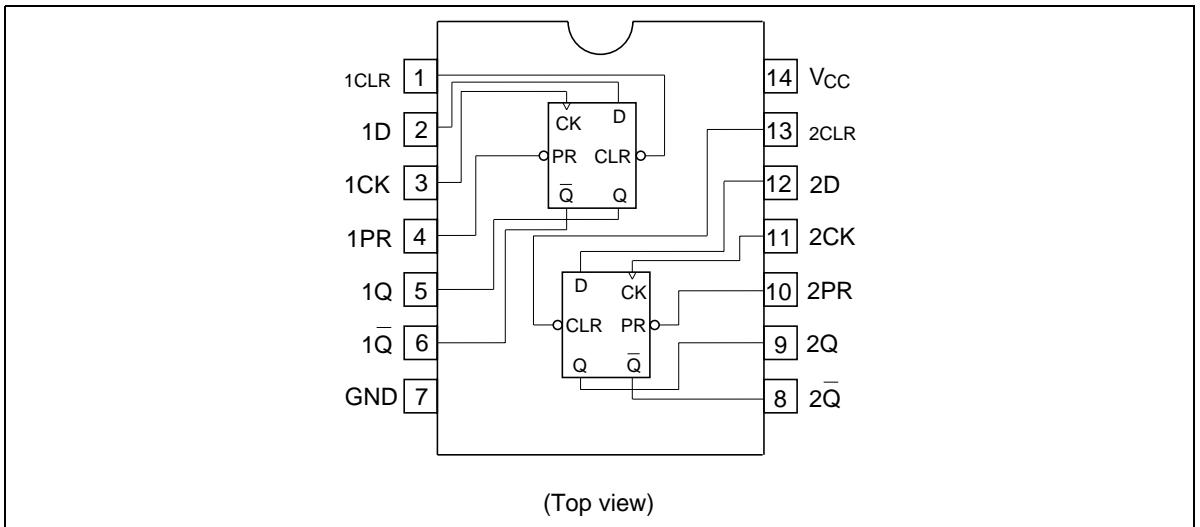 1CLR 1
1D 2
1CK 3
1PR 4
1Q 5
1Q̅ 6
GND 7
14 VCC
13 2CLR
12 2D
11 2CK
10 2PR
9 2Q
8 2Q̅
CK D
PR CLR
Q̅ Q
D CK
CLR PR
Q Q̅
(Top view)